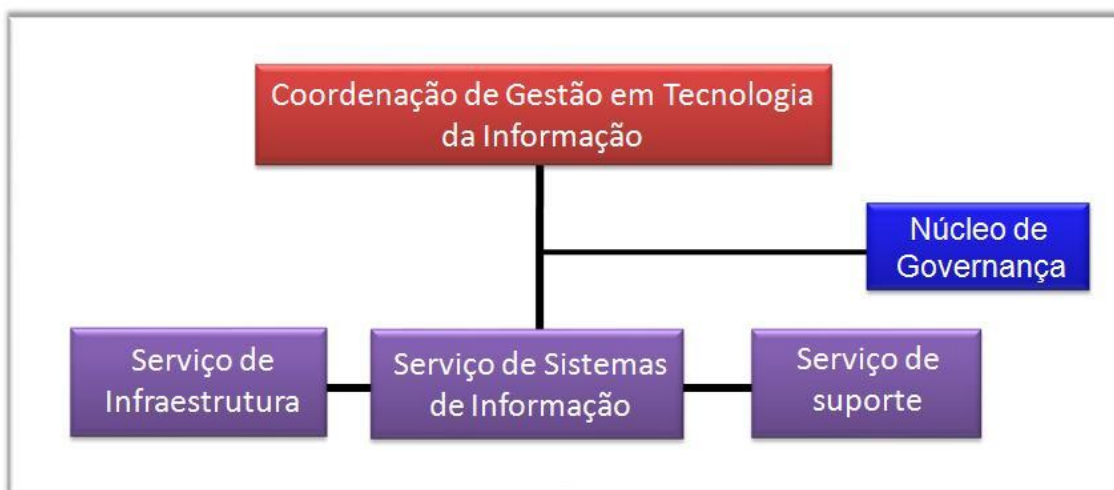 Coordenação de Gestão em Tecnologia
da Informação
Núcleo de
Governança
Serviço de
Infraestrutura
Serviço de Sistemas
de Informação
Serviço de
suporte